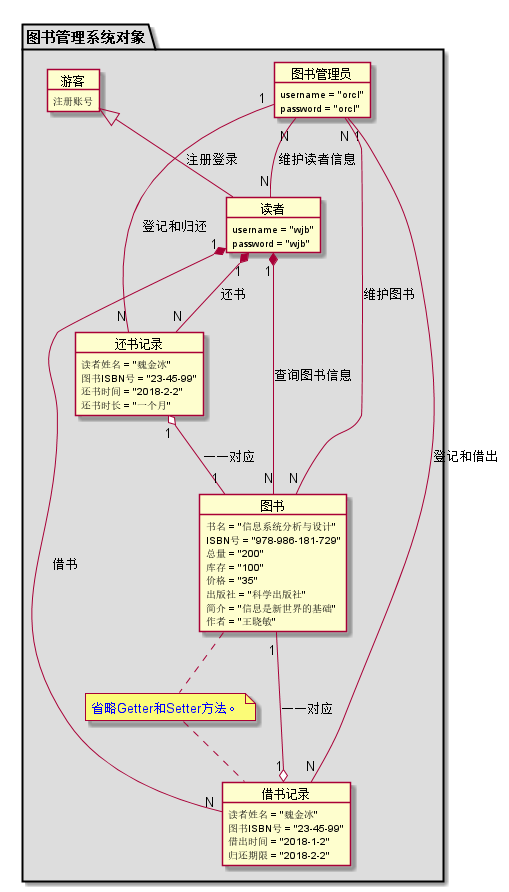 图书管理系统对象
游客
注册账号
图书管理员
username = "orcl"
password = "orcl"
1
N
N 1
注册登录
维护读者信息
N
读者
username = "wjb"
password = "wjb"
登记和归还
1
1
1
N
N
还书
维护图书
还书记录
读者姓名 = "魏金冰"
图书ISBN号 = "23-45-99"
还书时间 = "2018-2-2"
还书时长 = "一个月"
查询图书信息
1
一一对应
登记和借出
1
N
N
图书
书名 = "信息系统分析与设计"
ISBN号 = "978-986-181-729"
总量 = "200"
库存 = "100"
价格 = "35"
出版社 = "科学出版社"
简介 = "信息是新世界的基础"
作者 = "王晓敏"
借书
1
省略Getter和Setter方法。
一一对应
1
N
N
借书记录
读者姓名 = "魏金冰"
图书ISBN号 = "23-45-99"
借出时间 = "2018-1-2"
归还期限 = "2018-2-2"